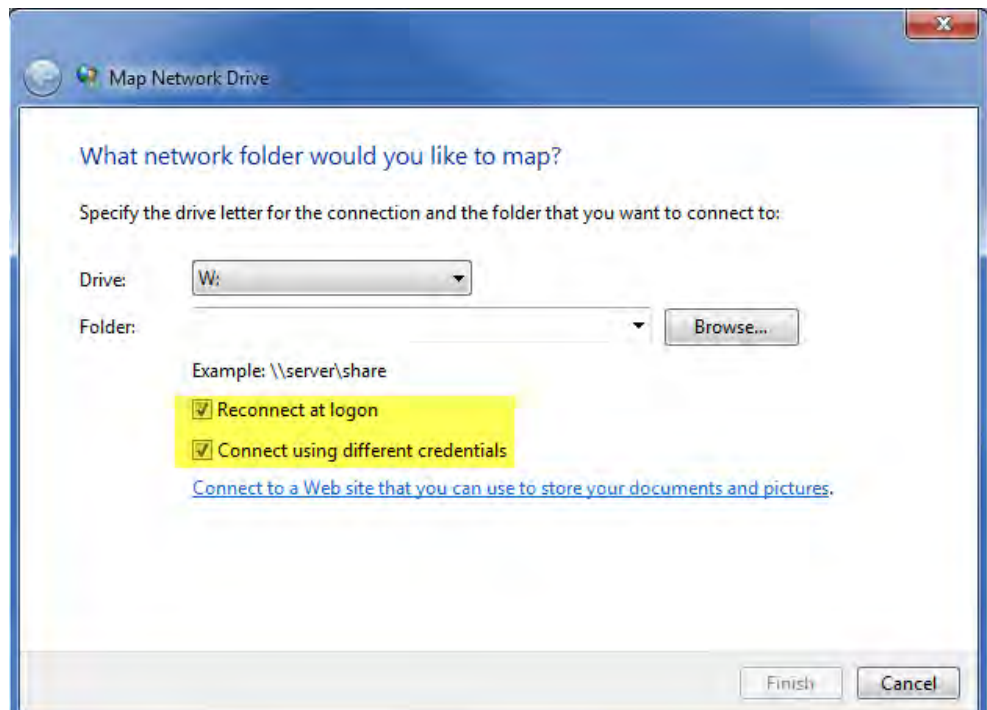 Map Network Drive
What network folder would you like to map?
Specify the drive letter for the connection and the folder that you want to connect to:
Drive: W:
Folder: Browse...
Example: \\server\share
Reconnect at logon
Connect using different credentials
Connect to a Web site that you can use to store your documents and pictures.
Finish Cancel